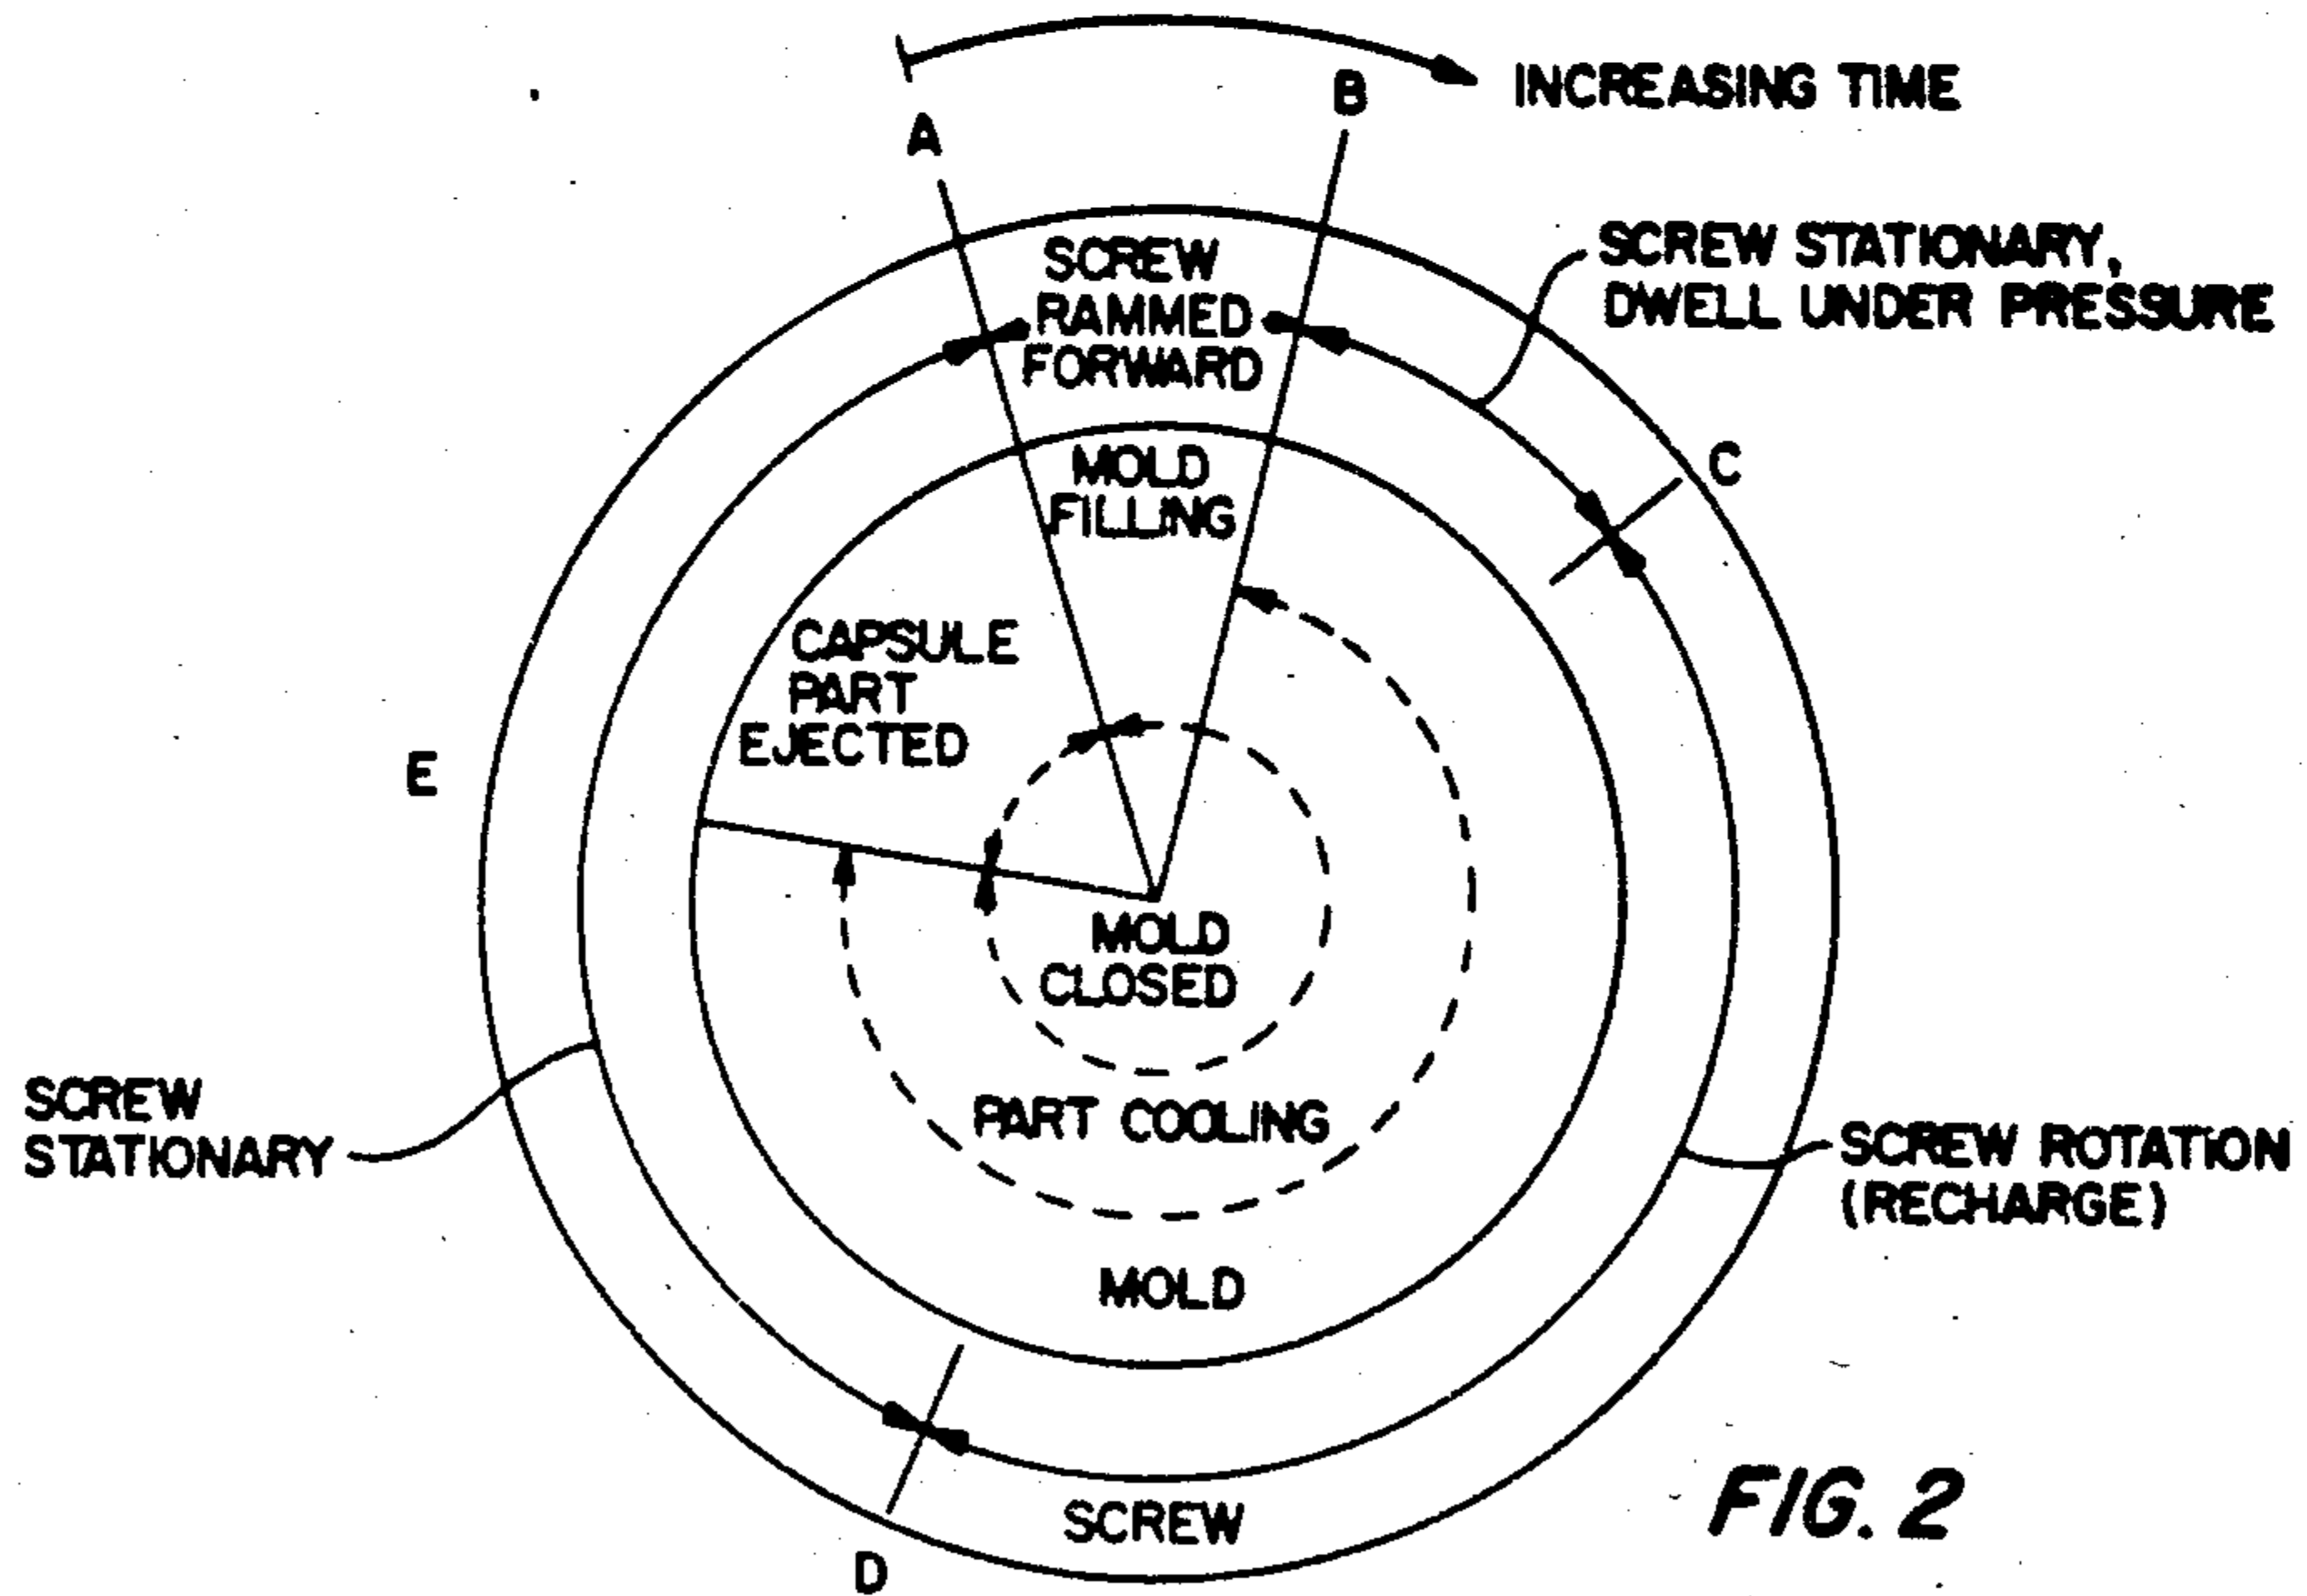 INCREASING TIME
A
B
SCREW STATIONARY,
DWELL UNDER PRESSURE
SCREW
RAMMED
FORWARD
C
MOLD
FILLING
CAPSULE
PART
EJECTED
E
MOLD
CLOSED
PART COOLING
SCREW
STATIONARY
SCREW ROTATION
(RECHARGE)
MOLD
SCREW
D
FIG. 2